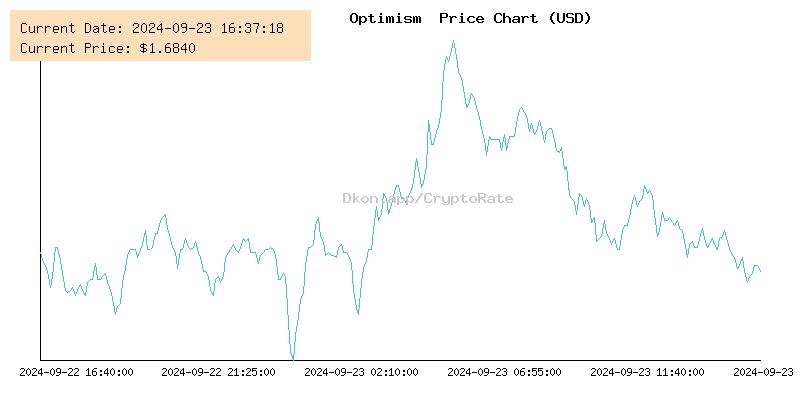 Optimism  Price Chart (USD)
Current Date: 2024-09-23 16:37:18
Current Price: $1.6840
Dkon.app/CryptoRate
2024-09-22 16:40:00 2024-09-22 21:25:00 2024-09-23 02:10:00 2024-09-23 06:55:00 2024-09-23 11:40:00 2024-09-23